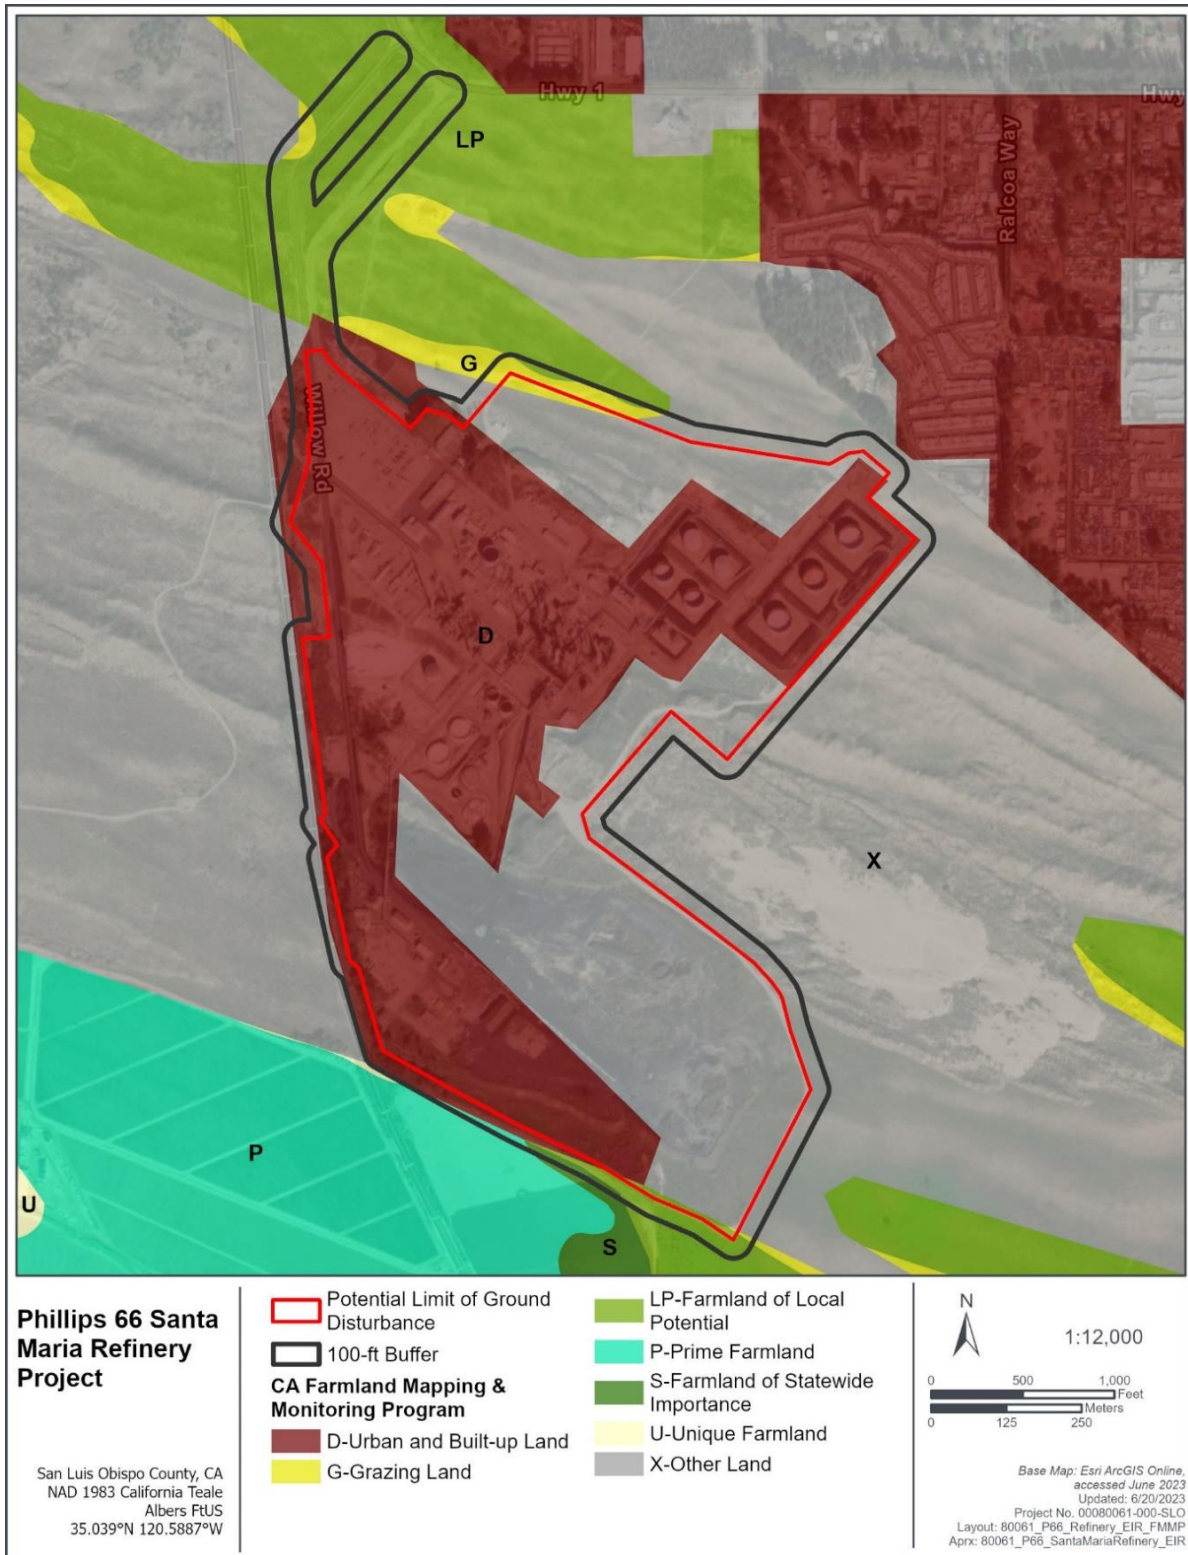 Hwy 1
Hwy
LP
Ralcoa Way
G
Willow Rd
D
X
P
U
S
Phillips 66 Santa
Maria Refinery
Project
San Luis Obispo County, CA
NAD 1983 California Teale
Albers FtUS
35.039°N 120.5887°W
Potential Limit of Ground
Disturbance
100-ft Buffer
CA Farmland Mapping &
Monitoring Program
D-Urban and Built-up Land
G-Grazing Land
LP-Farmland of Local
Potential
P-Prime Farmland
S-Farmland of Statewide
Importance
U-Unique Farmland
X-Other Land
N
1:12,000
0 500 1,000
Feet
Meters
0 125 250
Base Map: Esri ArcGIS Online,
accessed June 2023
Updated: 6/20/2023
Project No. 00080061-000-SLO
Layout: 80061_P66_Refinery_EIR_FMMP
Aprx: 80061_P66_SantaMariaRefinery_EIR